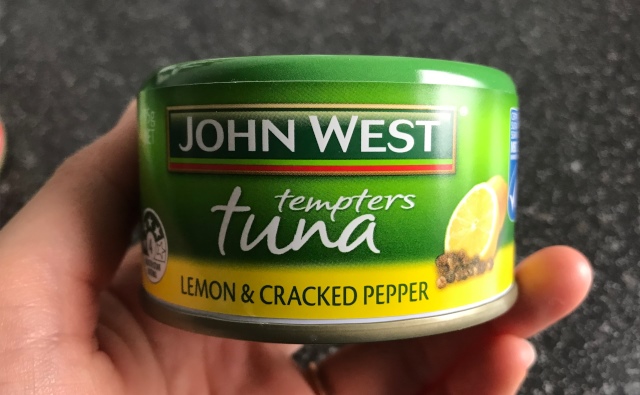 JOHN WEST
tempters
tuna
LEMON & CRACKED PEPPER